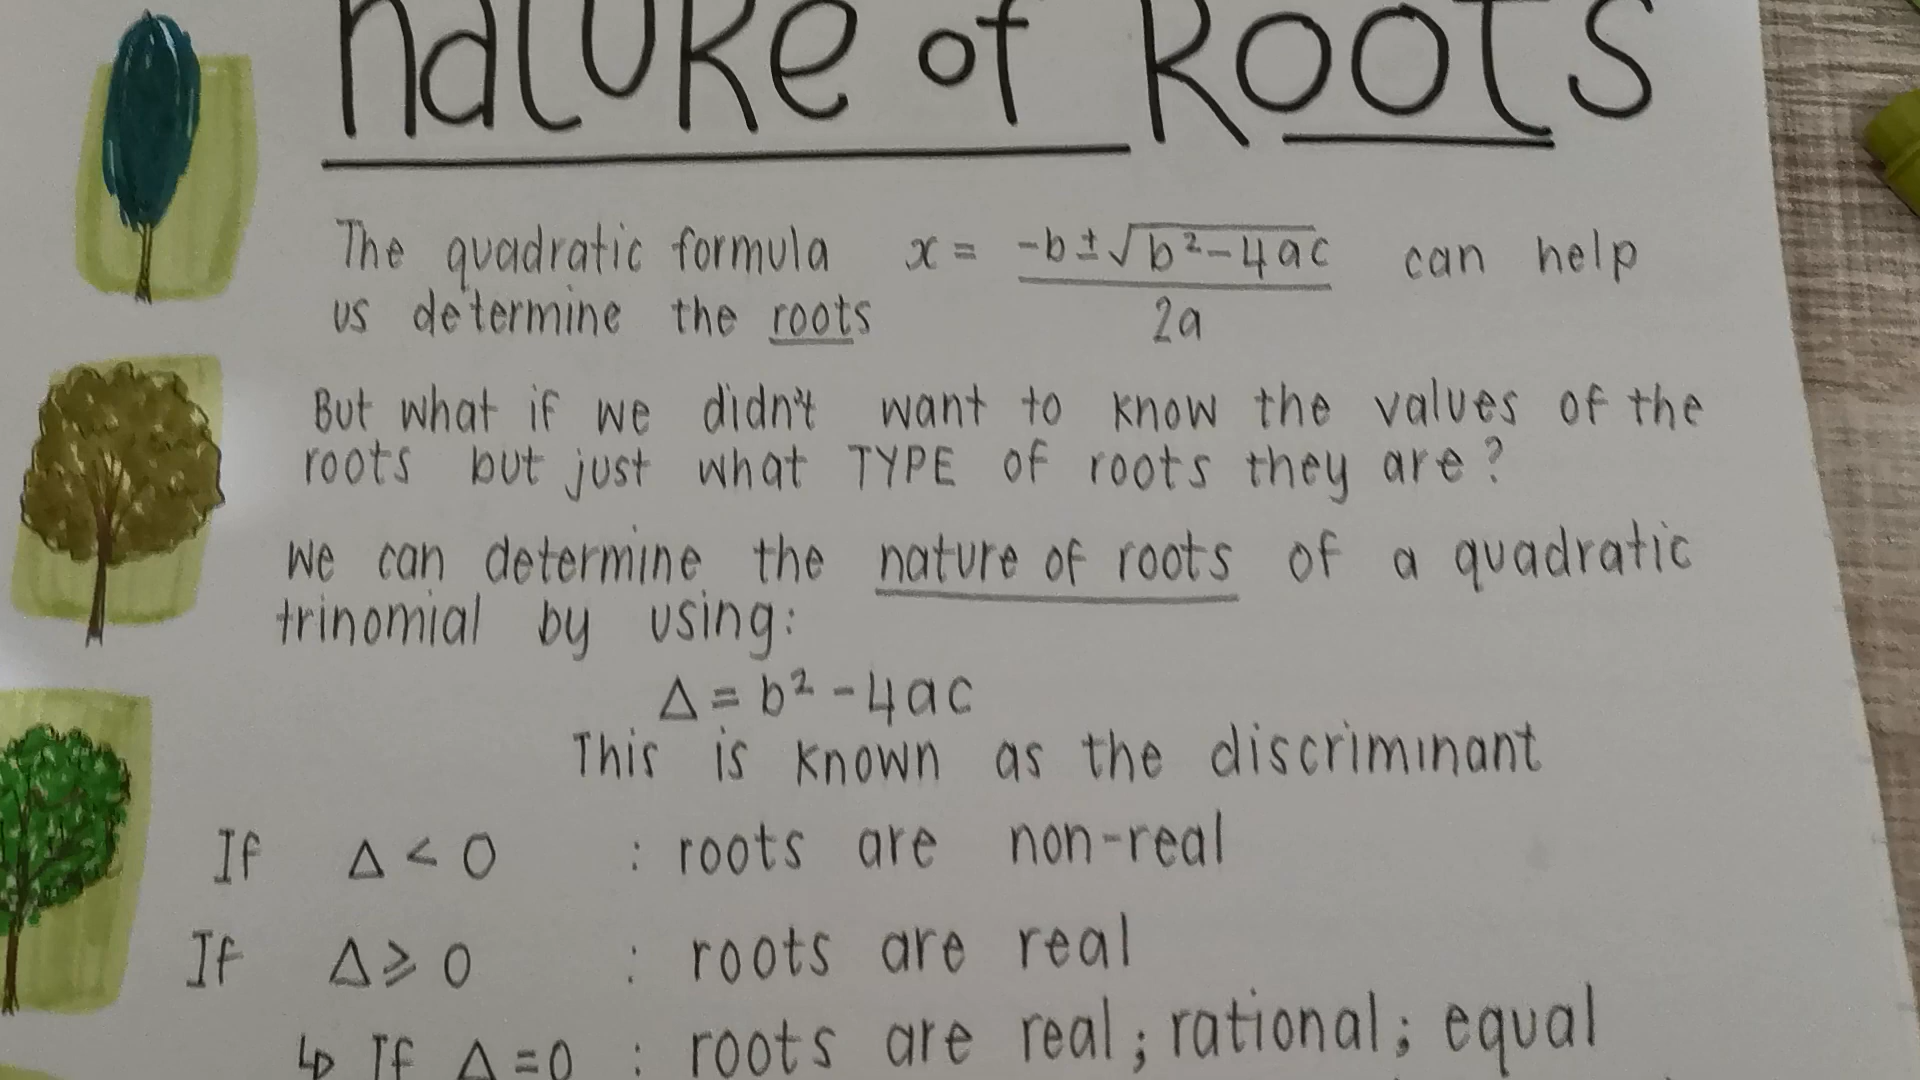 Nature of Roots
The quadratic formula x = -b±√b²-4ac can help
2a
us determine the roots
But what if we didn't want to know the values of the
roots but just what TYPE of roots they are?
We can determine the nature of roots of a quadratic
trinomial by using:
Δ = b² - 4ac
This is known as the discriminant
If Δ < 0 : roots are non-real
If Δ ⩾ 0 : roots are real
↳ If Δ = 0 : roots are real; rational; equal